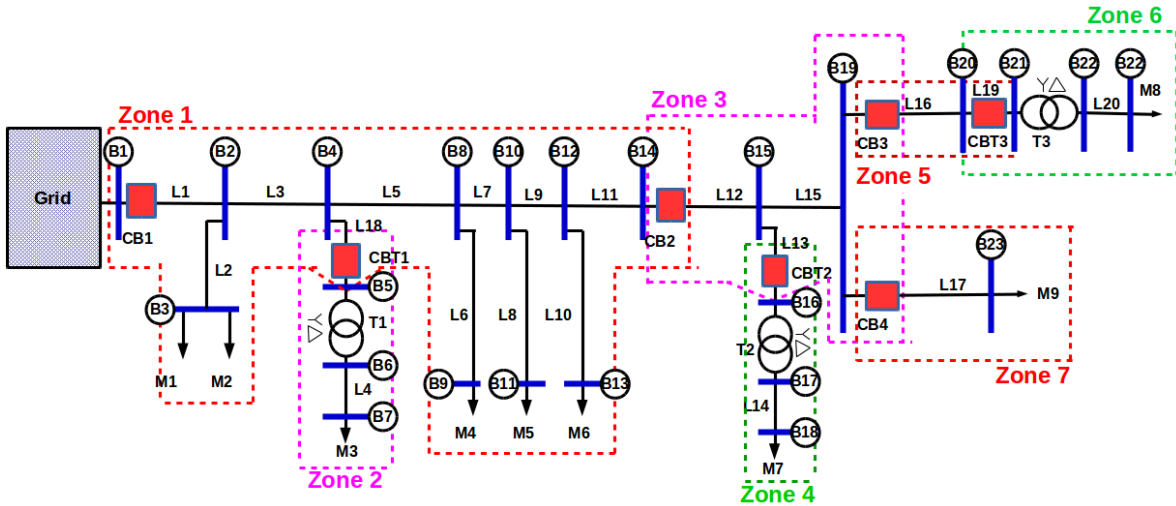 Zone 6
B19
B20
B21
B22
B22
Zone 1
Zone 3
L16
L19
L20
M8
CB3
CBT3
T3
B1
B2
B4
B8
B10
B12
B14
B15
Zone 5
Grid
L1
L3
L5
L7
L9
L11
L12
L15
CB1
L18
CB2
L13
L2
CBT1
CBT2
Zone 7
B23
B3
B5
B16
L17
M9
CB4
T1
L6
L8
L10
T2
B6
M1
M2
L4
B9
B11
B13
B17
Zone 7
B7
L14
M3
M4
M5
M6
B18
Zone 2
M7
Zone 4